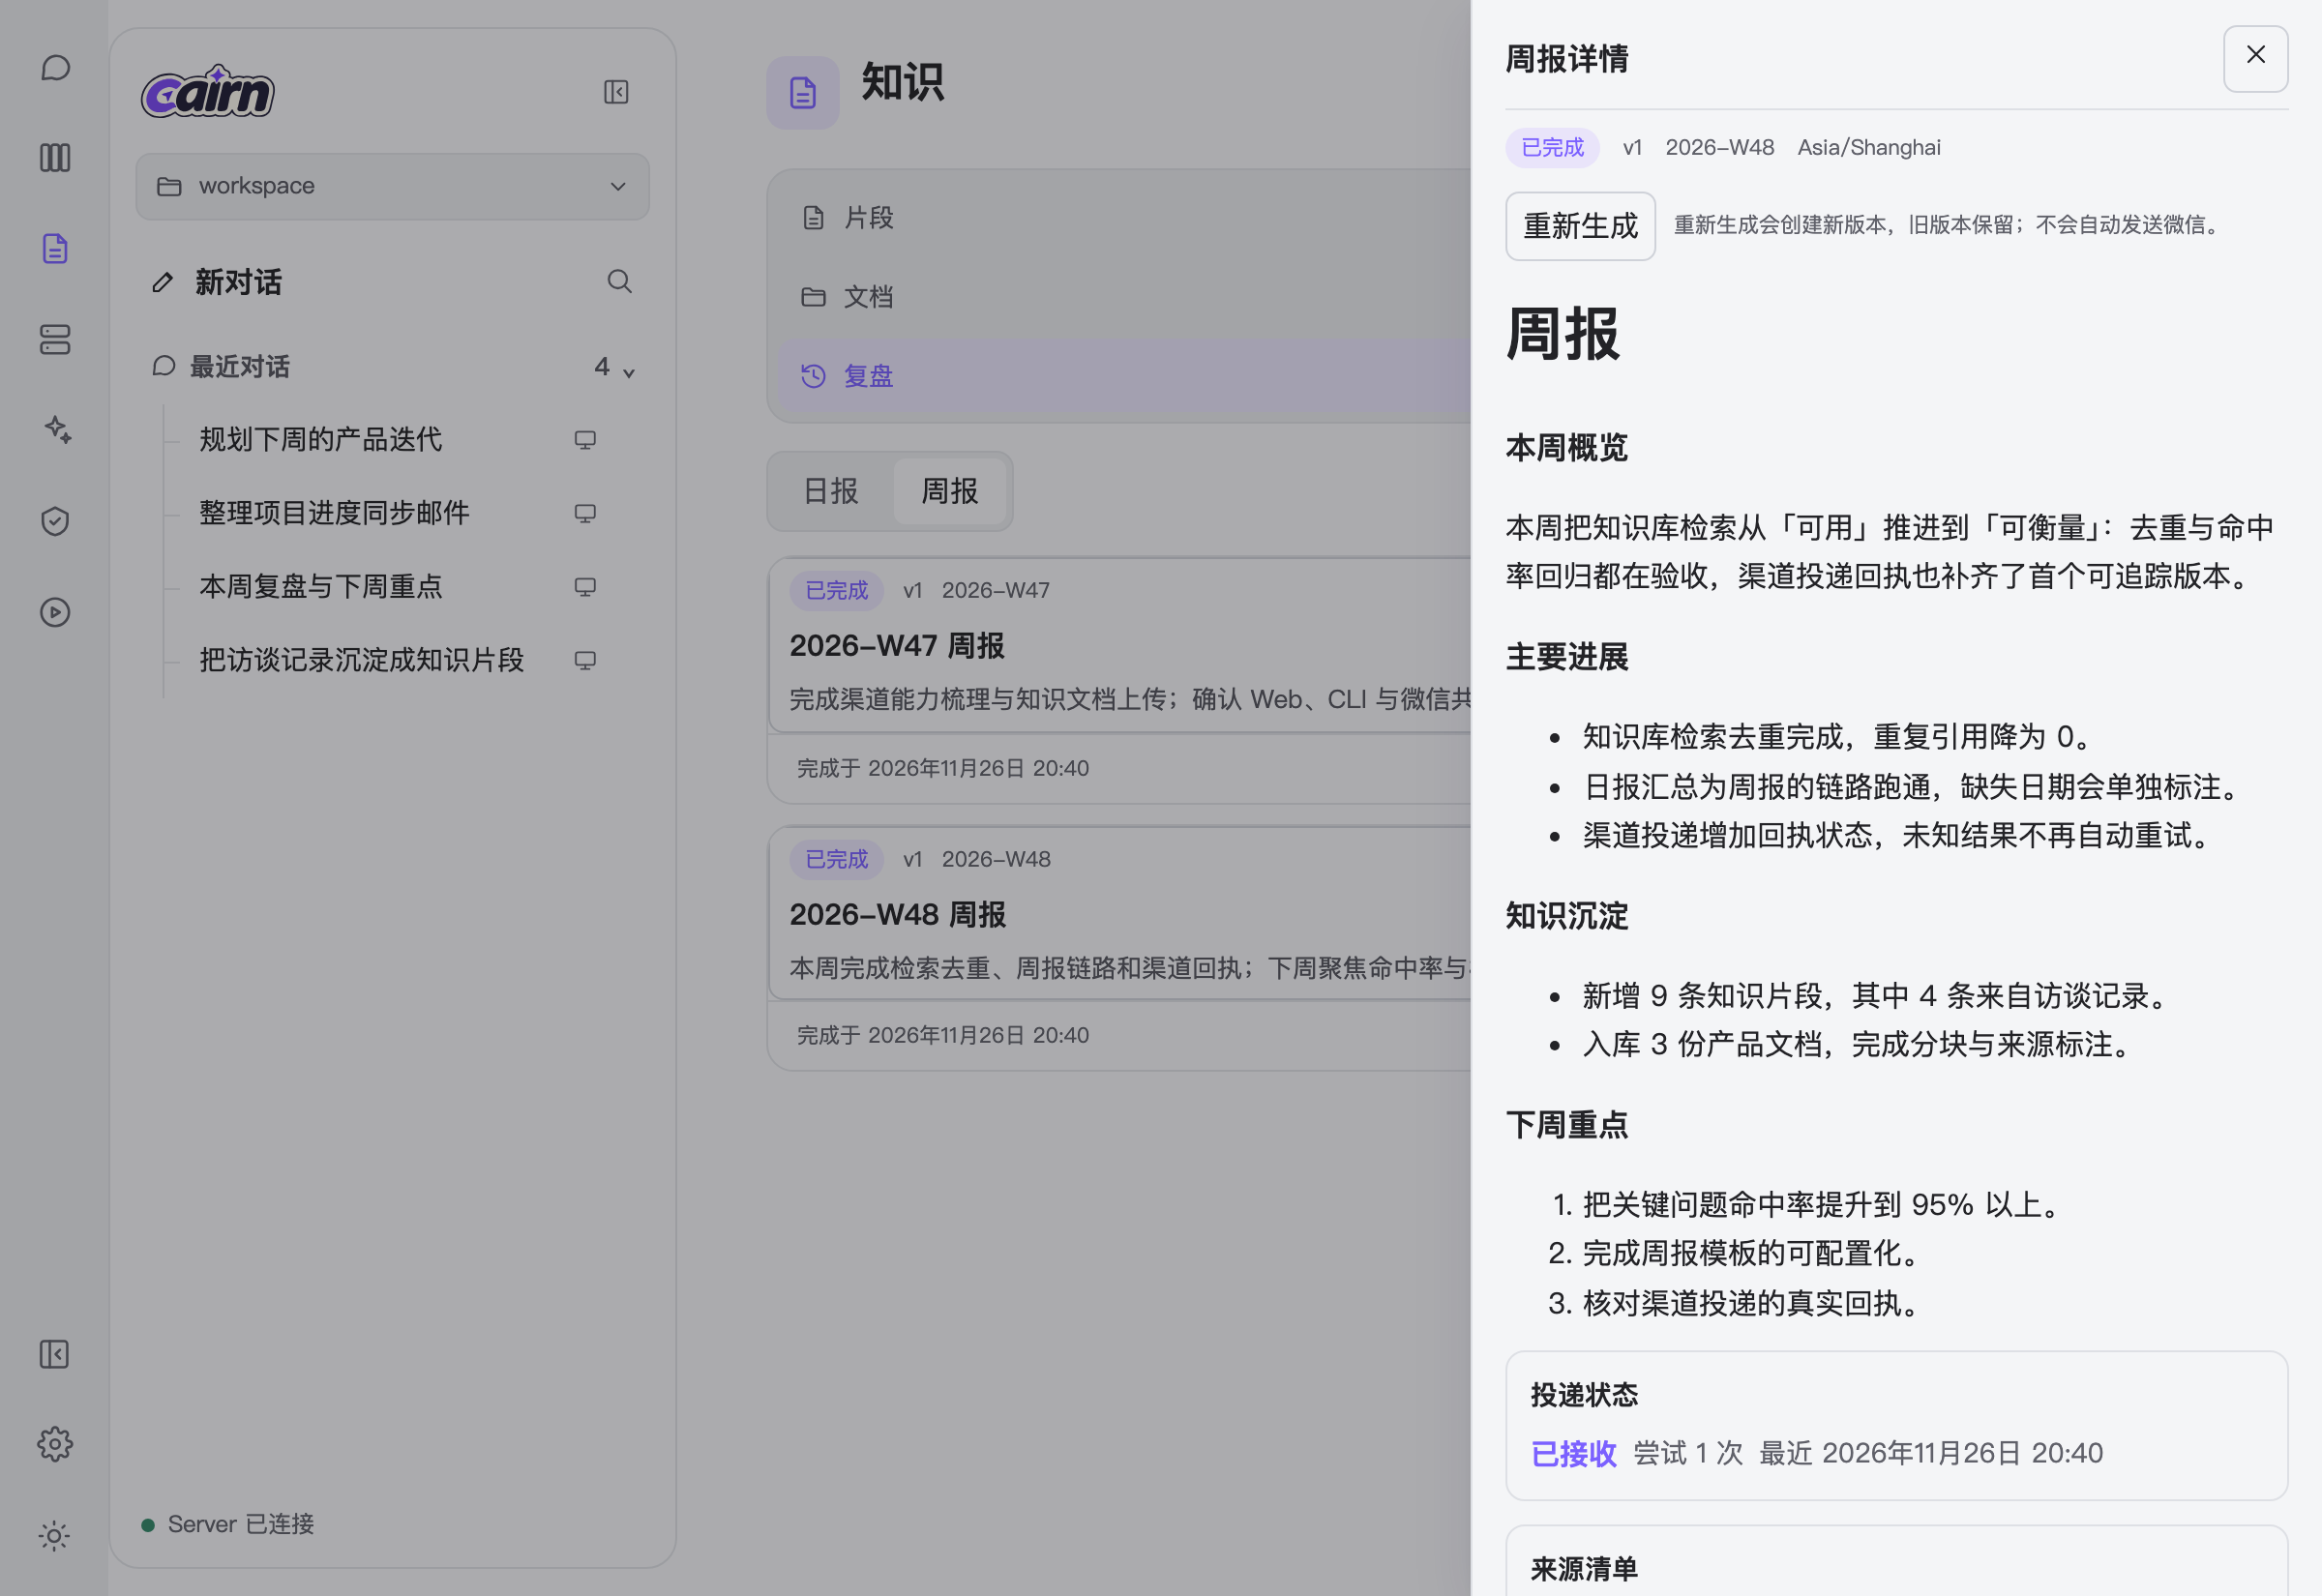 cairn
workspace
新对话
最近对话 4
规划下周的产品迭代
整理项目进度同步邮件
本周复盘与下周重点
把访谈记录沉淀成知识片段
Server 已连接
知识
片段
文档
复盘
日报 周报
已完成 v1 2026-W47
2026-W47 周报
完成渠道能力梳理与知识文档上传；确认 Web、CLI 与微信共
完成于 2026年11月26日 20:40
已完成 v1 2026-W48
2026-W48 周报
本周完成检索去重、周报链路和渠道回执；下周聚焦命中率与
完成于 2026年11月26日 20:40
周报详情
已完成 v1 2026-W48 Asia/Shanghai
重新生成 重新生成会创建新版本，旧版本保留；不会自动发送微信。
周报
本周概览
本周把知识库检索从「可用」推进到「可衡量」：去重与命中
率回归都在验收，渠道投递回执也补齐了首个可追踪版本。
主要进展
• 知识库检索去重完成，重复引用降为 0。
• 日报汇总为周报的链路跑通，缺失日期会单独标注。
• 渠道投递增加回执状态，未知结果不再自动重试。
知识沉淀
• 新增 9 条知识片段，其中 4 条来自访谈记录。
• 入库 3 份产品文档，完成分块与来源标注。
下周重点
1. 把关键问题命中率提升到 95% 以上。
2. 完成周报模板的可配置化。
3. 核对渠道投递的真实回执。
投递状态
已接收 尝试 1 次 最近 2026年11月26日 20:40
来源清单